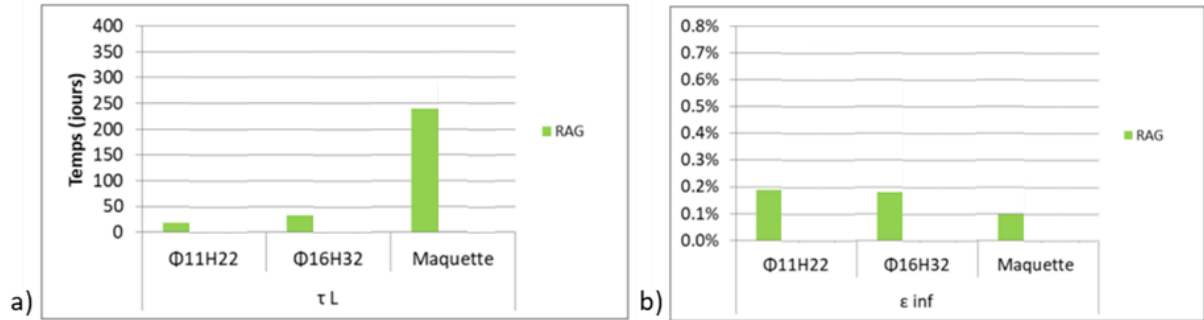 a)
Temps (jours)
400
350
300
250
200
150
100
50
0
Φ11H22
Φ16H32
Maquette
τ L
RAG
b)
0.8%
0.7%
0.6%
0.5%
0.4%
0.3%
0.2%
0.1%
0.0%
Φ11H22
Φ16H32
Maquette
ε inf
RAG